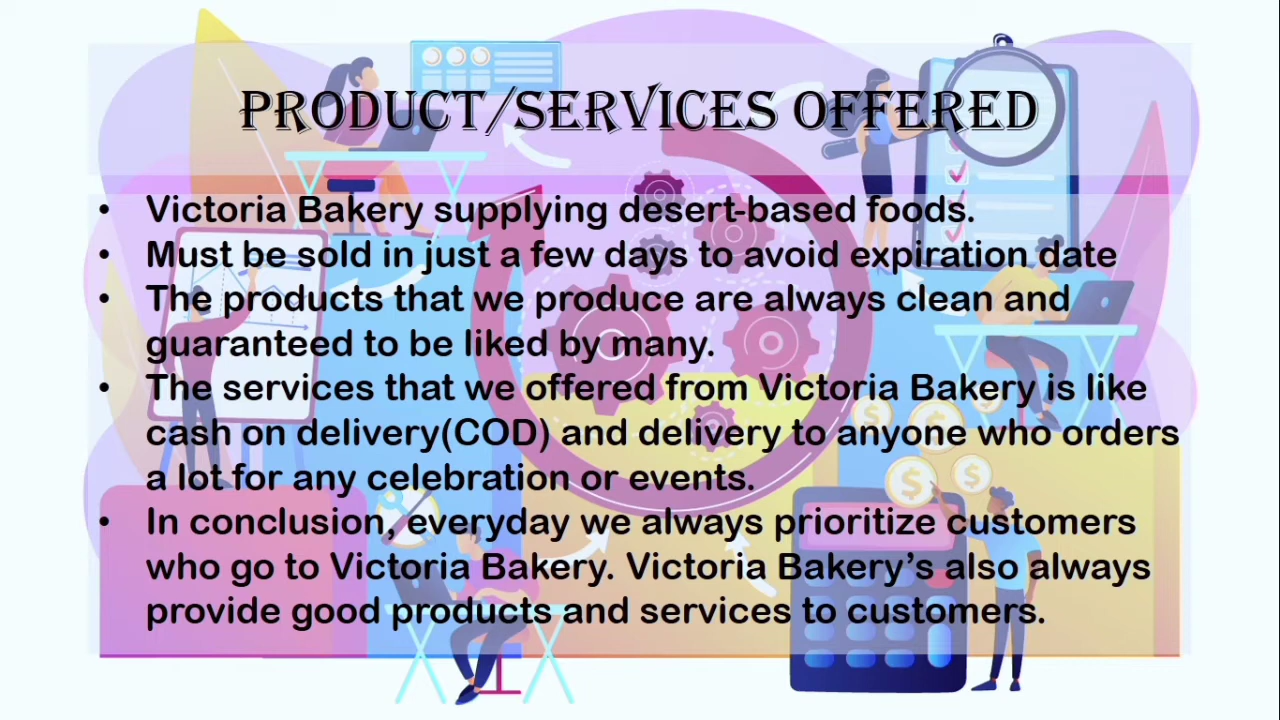 PRODUCT/SERVICES OFFERED
• Victoria Bakery supplying desert-based foods.
• Must be sold in just a few days to avoid expiration date
• The products that we produce are always clean and
guaranteed to be liked by many.
• The services that we offered from Victoria Bakery is like
cash on delivery(COD) and delivery to anyone who orders
a lot for any celebration or events.
• In conclusion, everyday we always prioritize customers
who go to Victoria Bakery. Victoria Bakery’s also always
provide good products and services to customers.